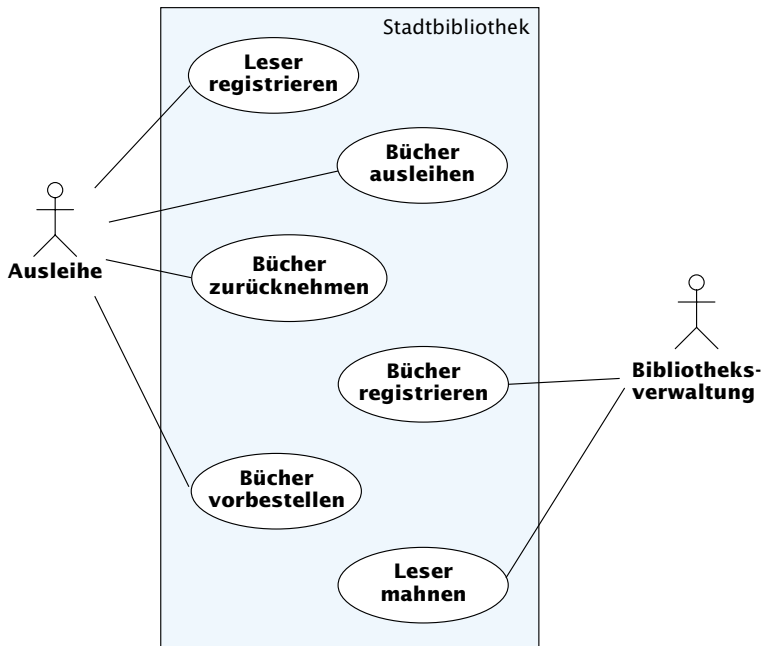 Stadtbibliothek
Leser
registrieren
Bücher
ausleihen
Ausleihe
Bücher
zurücknehmen
Bücher
registrieren
Bibliotheks-
verwaltung
Bücher
vorbestellen
Leser
mahnen